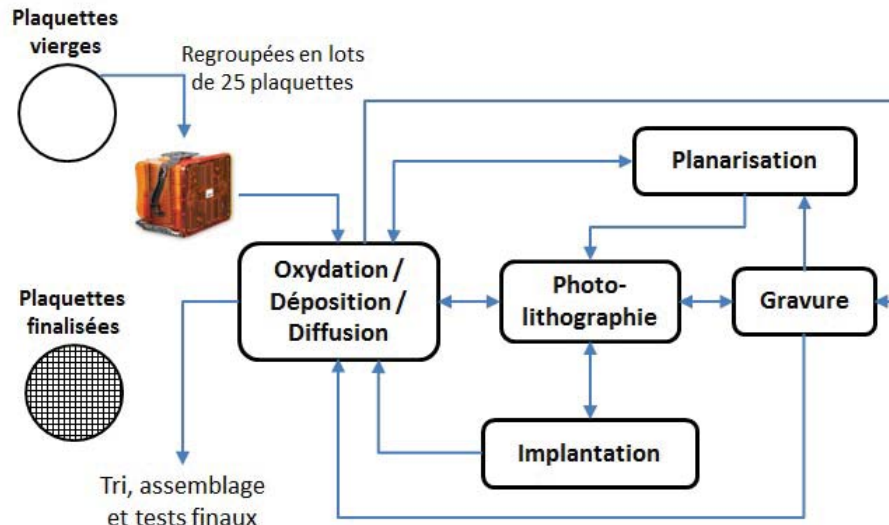 Plaquettes
vierges
Regroupées en lots
de 25 plaquettes
Planarisation
Oxydation /
Déposition /
Diffusion
Photo-
lithographie
Gravure
Plaquettes
finalisées
Implantation
Tri, assemblage
et tests finaux